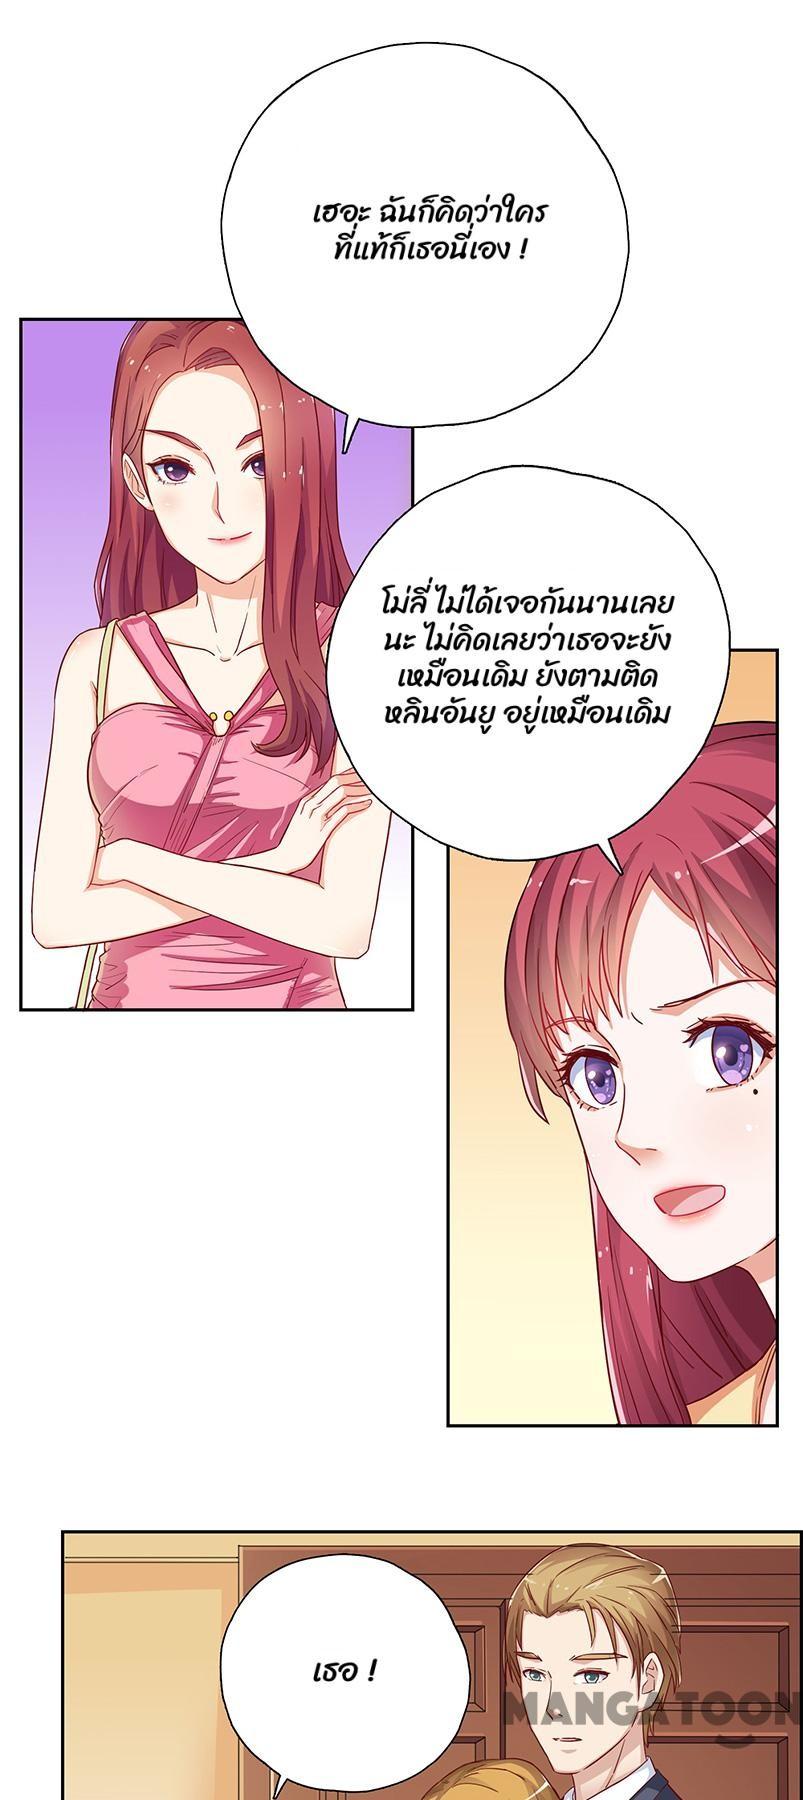 เฮอะ ฉันก็คิดว่าใคร
ที่แท้ก็เธอนี่เอง !
โม่ลี่ ไม่ได้เจอกันนานเลย
นะ ไม่คิดเลยว่าเธอจะยัง
เหมือนเดิม ยังตามติด
หลินอันยู อยู่เหมือนเดิม
เธอ !
MANGATOON